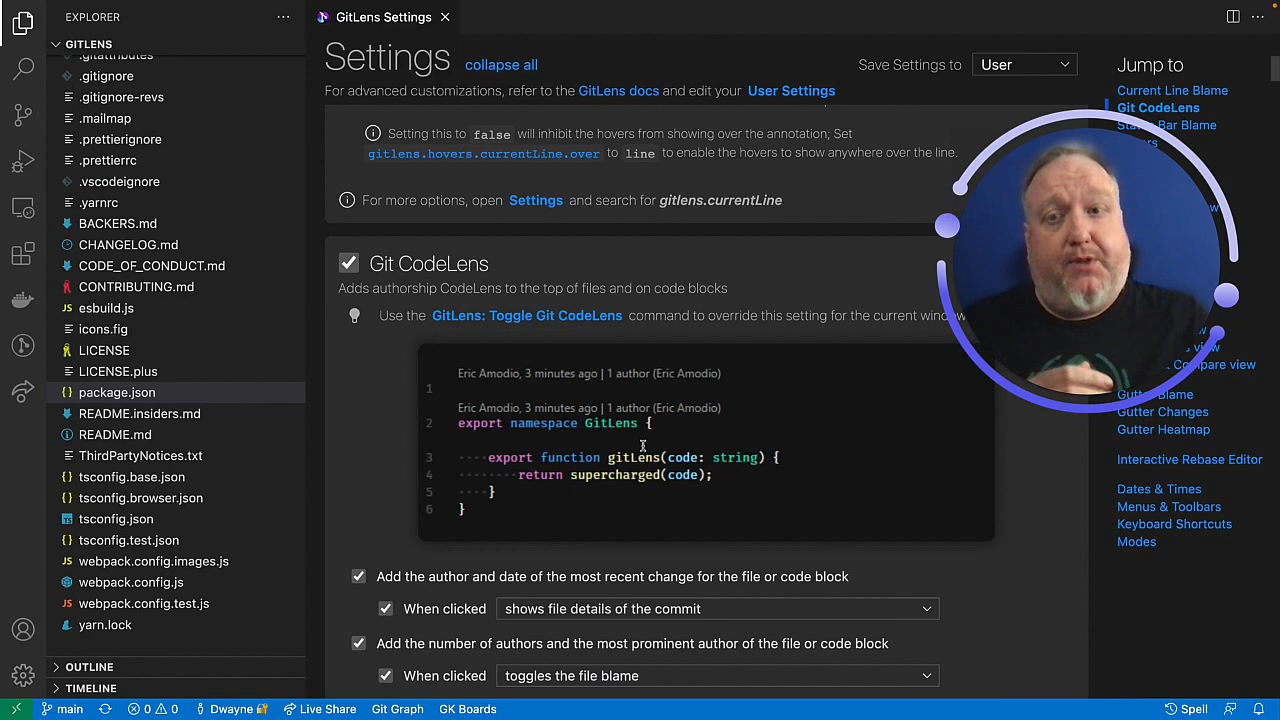 EXPLORER
GITLENS
.gitattributes
.gitignore
.gitignore-revs
.mailmap
.prettierignore
.prettierrc
.vscodeignore
.yarnrc
BACKERS.md
CHANGELOG.md
CODE_OF_CONDUCT.md
CONTRIBUTING.md
esbuild.js
icons.fig
LICENSE
LICENSE.plus
package.json
README.insiders.md
README.md
ThirdPartyNotices.txt
tsconfig.base.json
tsconfig.browser.json
tsconfig.json
tsconfig.test.json
webpack.config.images.js
webpack.config.js
webpack.config.test.js
yarn.lock
OUTLINE
TIMELINE
GitLens Settings
Settings collapse all
Save Settings to User
For advanced customizations, refer to the GitLens docs and edit your User Settings
Setting this to false will inhibit the hovers from showing over the annotation; Set
gitlens.hovers.currentLine.over to line to enable the hovers to show anywhere over the line.
For more options, open Settings and search for gitlens.currentLine
Git CodeLens
Adds authorship CodeLens to the top of files and on code blocks
Use the GitLens: Toggle Git CodeLens command to override this setting for the current window
Eric Amodio, 3 minutes ago | 1 author (Eric Amodio)
1
Eric Amodio, 3 minutes ago | 1 author (Eric Amodio)
2 export namespace GitLens {
3 ····export function gitLens(code: string) {
4 ········return supercharged(code);
5 ····}
6 }
Add the author and date of the most recent change for the file or code block
When clicked shows file details of the commit
Add the number of authors and the most prominent author of the file or code block
When clicked toggles the file blame
Jump to
Current Line Blame
Git CodeLens
Status Bar Blame
view
Compare view
Gutter Blame
Gutter Changes
Gutter Heatmap
Interactive Rebase Editor
Dates & Times
Menus & Toolbars
Keyboard Shortcuts
Modes
main 0 0 Dwayne Live Share Git Graph GK Boards Spell